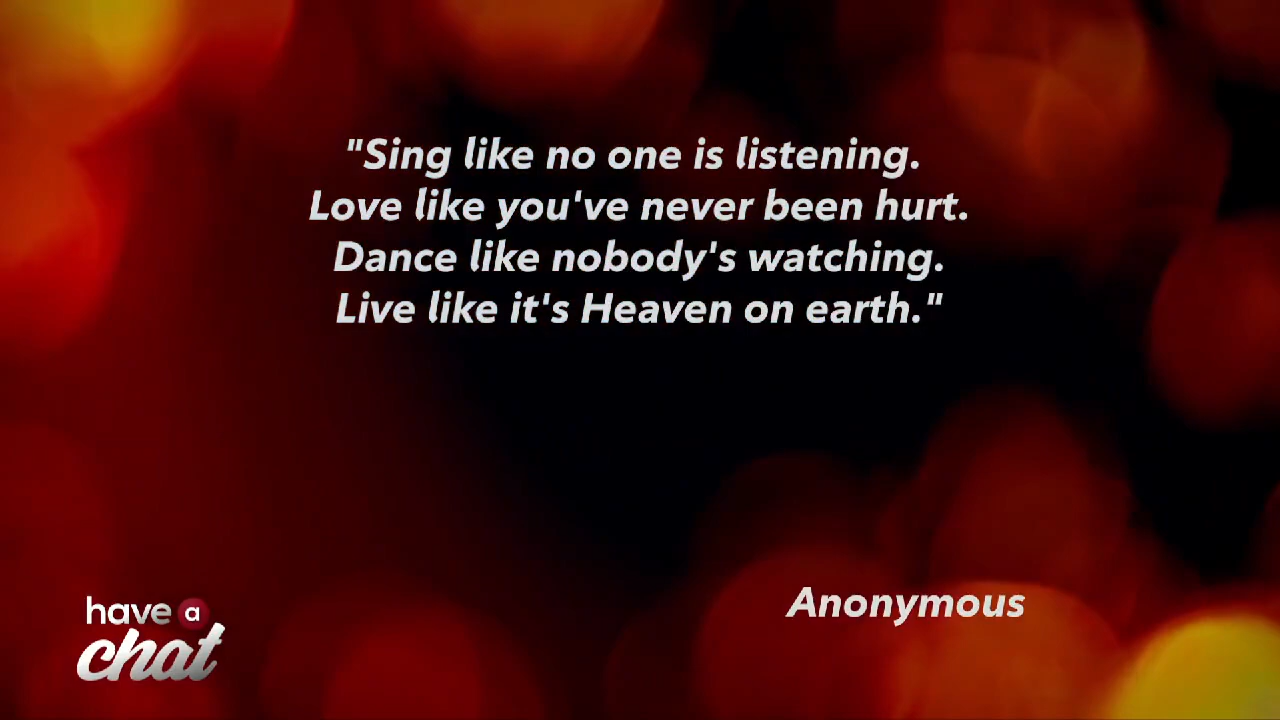 "Sing like no one is listening.
Love like you've never been hurt.
Dance like nobody's watching.
Live like it's Heaven on earth."
Anonymous
have a
chat